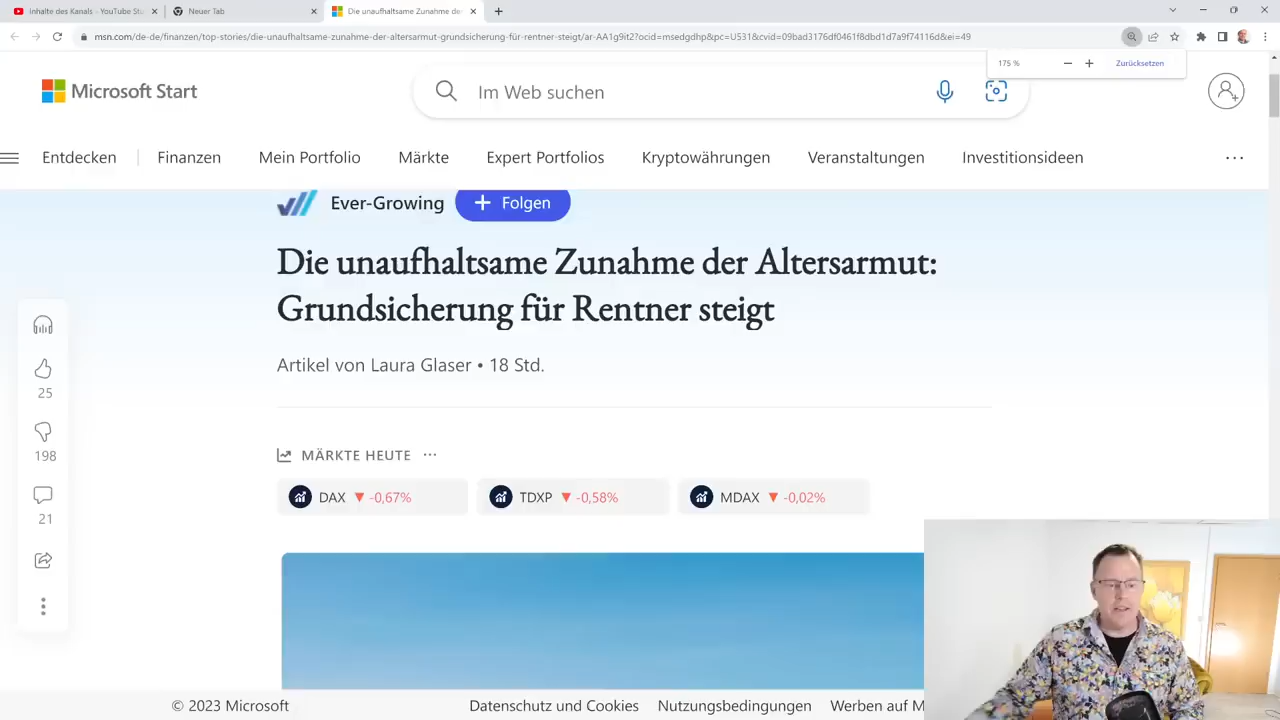 Inhalte des Kanals - YouTube Stu
Neuer Tab
Die unaufhaltsame Zunahme der
msn.com/de-de/finanzen/top-stories/die-unaufhaltsame-zunahme-der-altersarmut-grundsicherung-für-rentner-steigt/ar-AA1g9it2?ocid=msedgdhp&pc=U531&cvid=09bad3176df0461f8dbd1d7a9f74116d&ei=49
175 %
Zurücksetzen
Microsoft Start
Im Web suchen
Entdecken
Finanzen
Mein Portfolio
Märkte
Expert Portfolios
Kryptowährungen
Veranstaltungen
Investitionsideen
Ever-Growing
Folgen
Die unaufhaltsame Zunahme der Altersarmut:
Grundsicherung für Rentner steigt
Artikel von Laura Glaser • 18 Std.
25
198
21
MÄRKTE HEUTE
DAX ▼ -0,67%
TDXP ▼ -0,58%
MDAX ▼ -0,02%
© 2023 Microsoft
Datenschutz und Cookies
Nutzungsbedingungen
Werben auf M